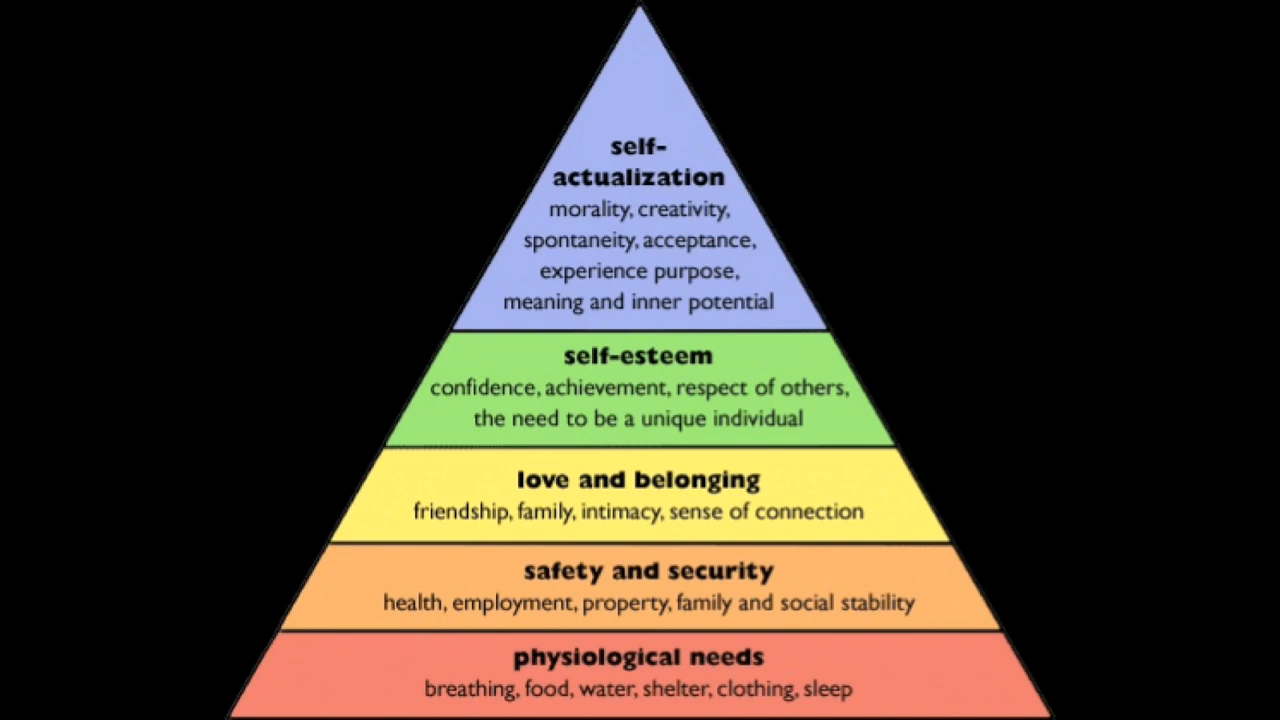 self-
actualization
morality, creativity,
spontaneity, acceptance,
experience purpose,
meaning and inner potential
self-esteem
confidence, achievement, respect of others,
the need to be a unique individual
love and belonging
friendship, family, intimacy, sense of connection
safety and security
health, employment, property, family and social stability
physiological needs
breathing, food, water, shelter, clothing, sleep